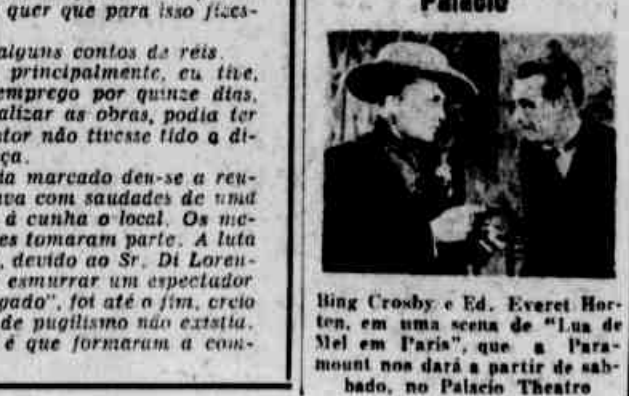 quer que para isso fizes-
alguns contos de réis.
principalmente, eu tive,
emprego por quinze dias,
alizar as obras, podia ter
tor não tivesse tido a di-
ça.
ia marcado deu-se a reu-
ava com saudades de uma
á cunha o local. Os me-
es tomaram parte. A luta
, devido ao Sr. Di Loren-
esmurrar um espectador
gado", foi até o fim, creio
de pugilismo não existia.
é que formaram a com-
Palacio
Bing Crosby e Ed. Everet Hor-
ton, em uma scena de "Lua de
Mel em Paris", que a Para-
mount nos dará a partir de sab-
bado, no Palacio Theatro